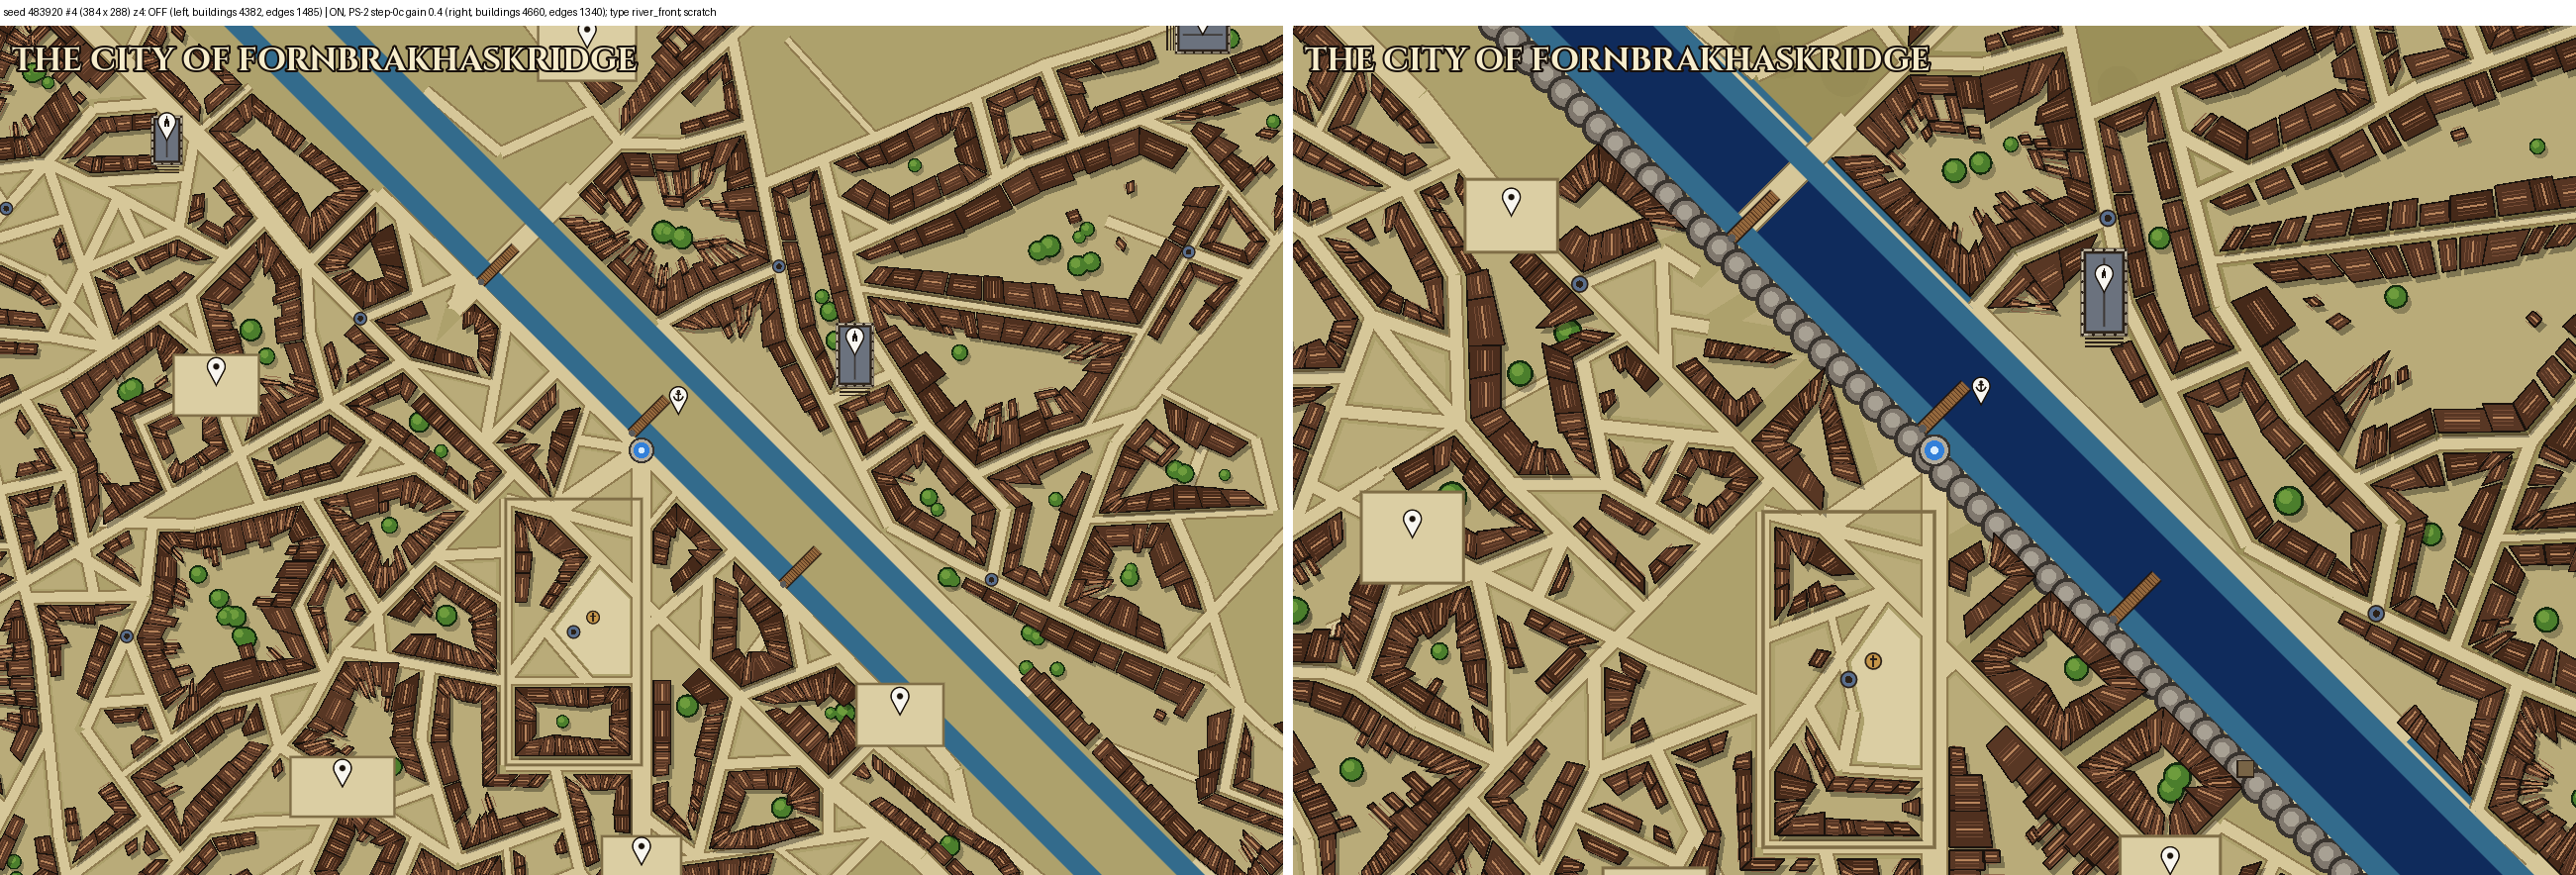 seed 483920 #4 (384 x 288) z4: OFF (left, buildings 4382, edges 1485) | ON, PS-2 step-0c gain 0.4 (right, buildings 4660, edges 1340); type river_front; scratch
THE CITY OF FORNBRAKHASKRIDGE
THE CITY OF FORNBRAKHASKRIDGE